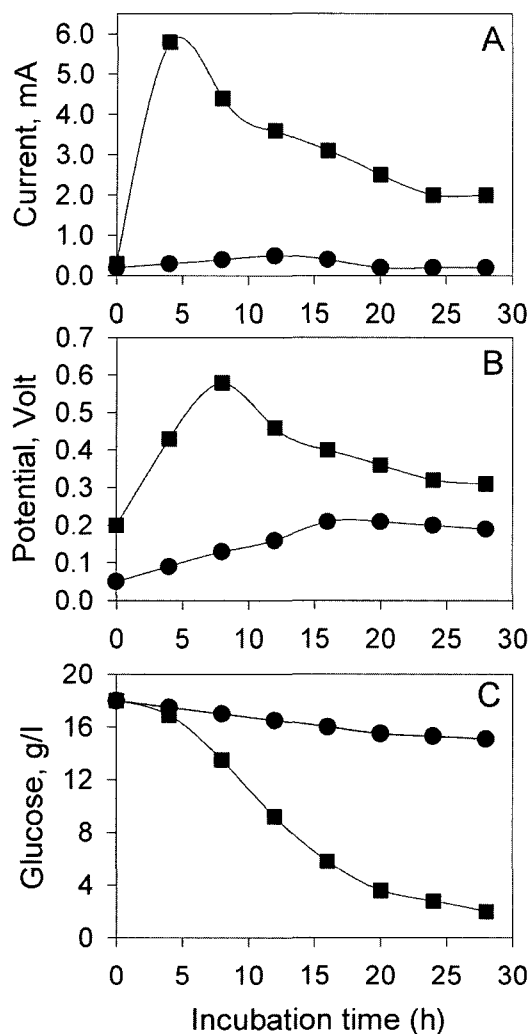 A
Current, mA
6.0
5.0
4.0
3.0
2.0
1.0
0.0
0 5 10 15 20 25 30
B
Potential, Volt
0.7
0.6
0.5
0.4
0.3
0.2
0.1
0.0
0 5 10 15 20 25 30
C
Glucose, g/l
20
16
12
8
4
0
0 5 10 15 20 25 30
Incubation time (h)